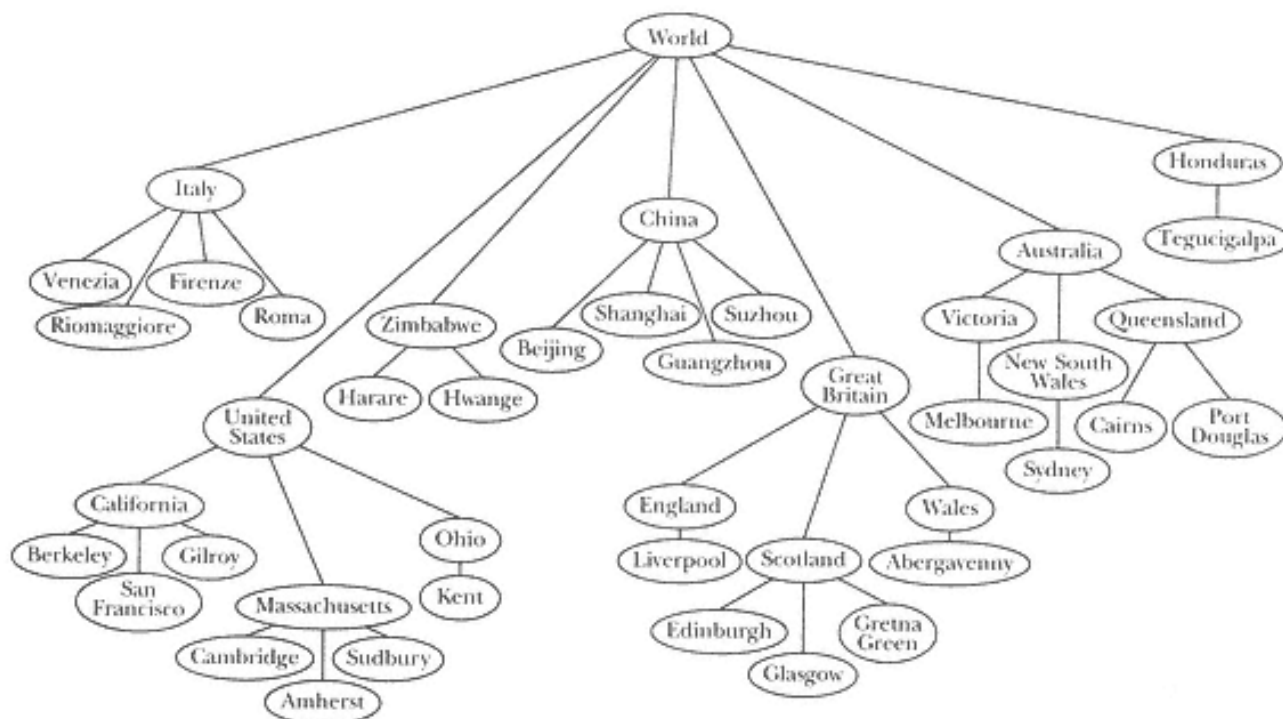 World
Honduras
Italy
China
Tegucigalpa
Australia
Venezia
Firenze
Riomaggiore
Roma
Zimbabwe
Shanghai
Suzhou
Beijing
Guangzhou
Victoria
Queensland
New South
Wales
Harare
Hwange
Great
Britain
United
States
Melbourne
Cairns
Port
Douglas
Sydney
California
England
Wales
Berkeley
Gilroy
San
Francisco
Ohio
Liverpool
Scotland
Abergavenny
Massachusetts
Kent
Edinburgh
Gretna
Green
Cambridge
Sudbury
Glasgow
Amherst